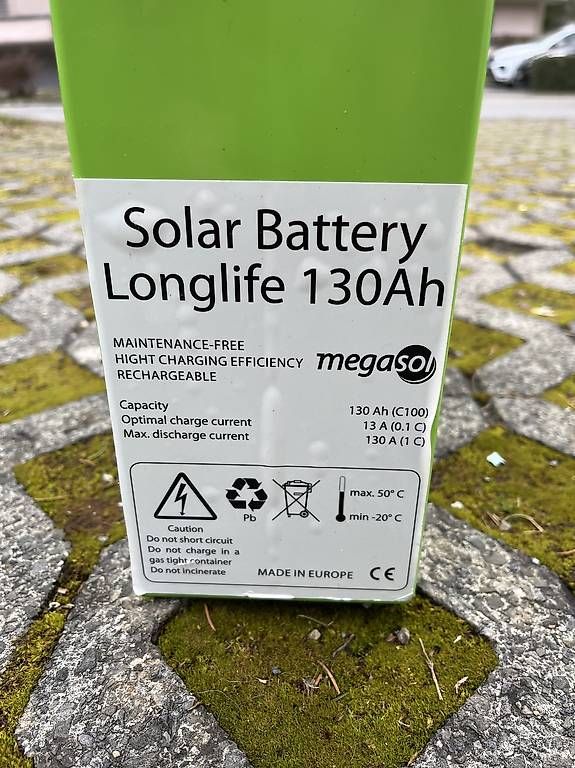 Solar Battery
Longlife 130Ah
MAINTENANCE-FREE
HIGHT CHARGING EFFICIENCY
RECHARGEABLE
megasol
Capacity 130 Ah (C100)
Optimal charge current 13 A (0.1 C)
Max. discharge current 130 A (1 C)
Pb
max. 50° C
min -20° C
Caution
Do not short circuit
Do not charge in a
gas tight container
Do not incinerate
MADE IN EUROPE CE